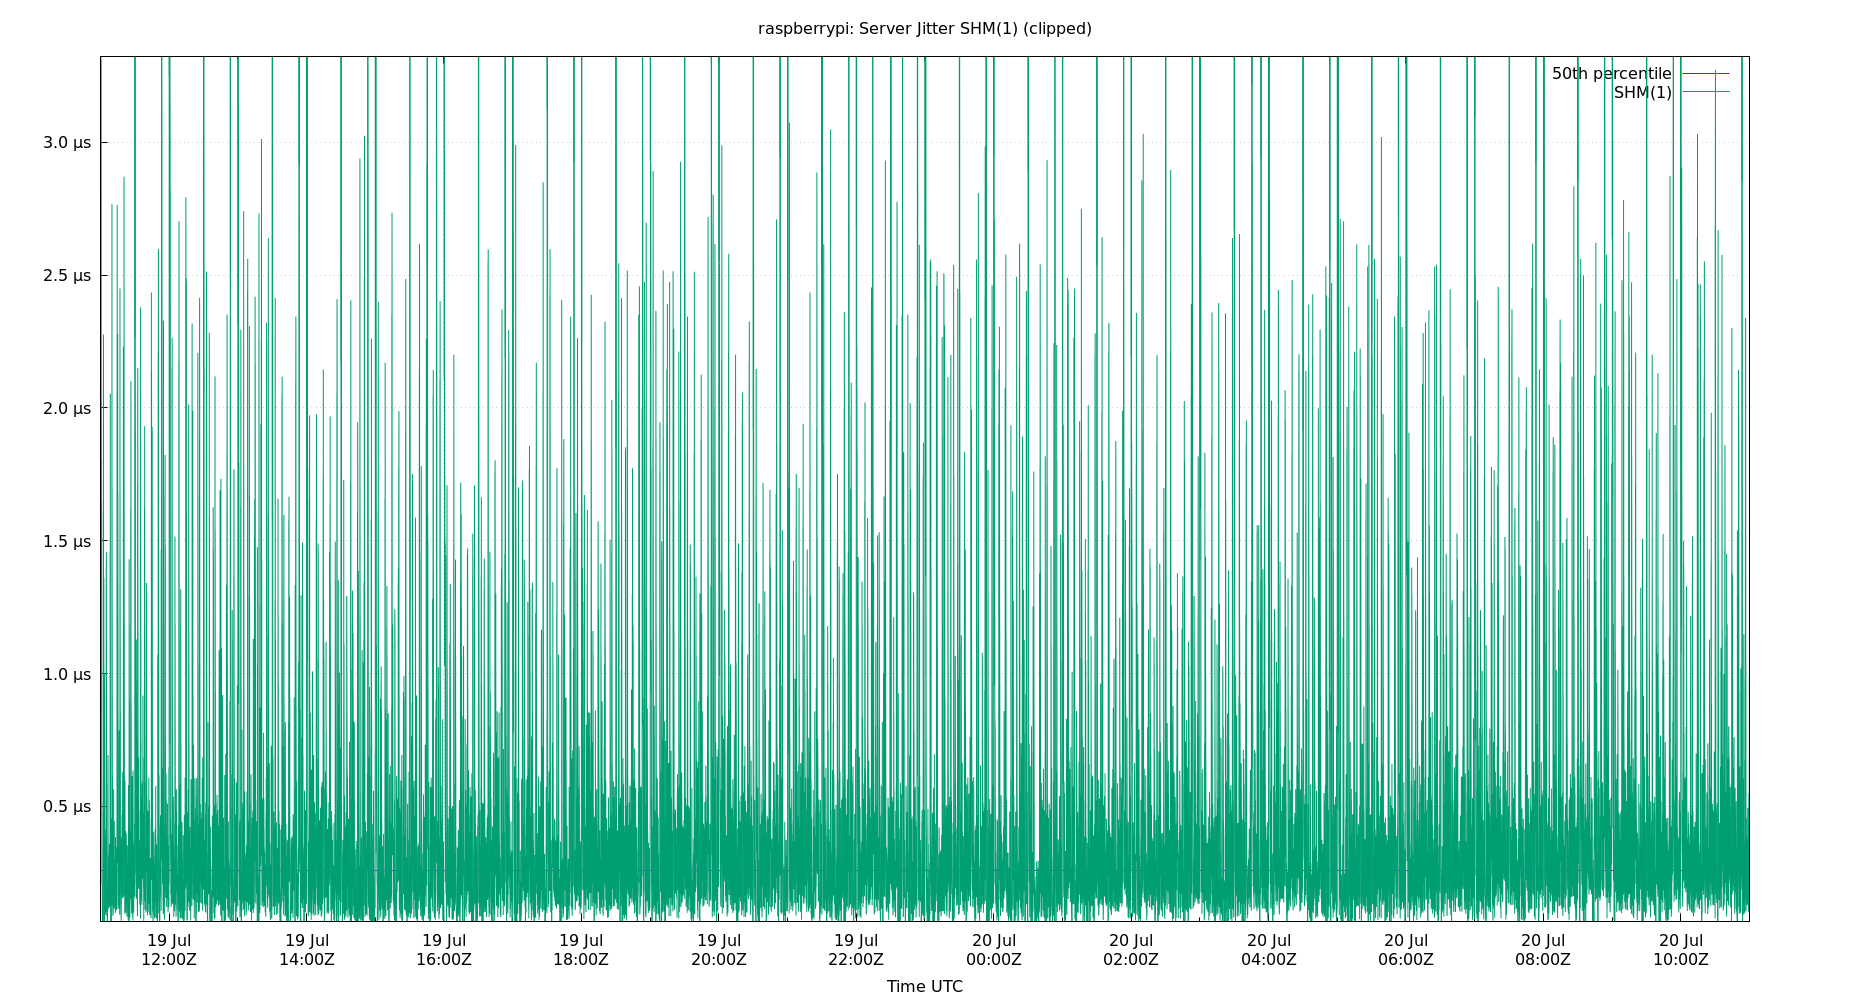 raspberrypi: Server Jitter SHM(1) (clipped)
50th percentile
SHM(1)
3.0 µs
2.5 µs
2.0 µs
1.5 µs
1.0 µs
0.5 µs
19 Jul 19 Jul 19 Jul 19 Jul 19 Jul 19 Jul 20 Jul 20 Jul 20 Jul 20 Jul 20 Jul 20 Jul
12:00Z 14:00Z 16:00Z 18:00Z 20:00Z 22:00Z 00:00Z 02:00Z 04:00Z 06:00Z 08:00Z 10:00Z
Time UTC